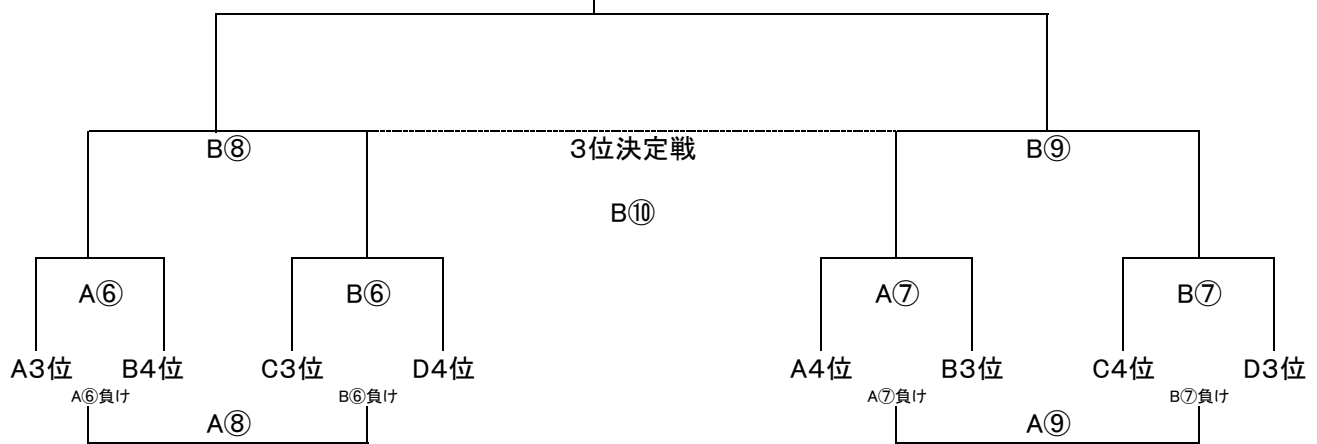 B⑧ 3位決定戦 B⑨
B⑩
A⑥ B⑥ A⑦ B⑦
A3位 B4位 C3位 D4位 A4位 B3位 C4位 D3位
A⑥負け B⑥負け A⑦負け B⑦負け
A⑧ A⑨